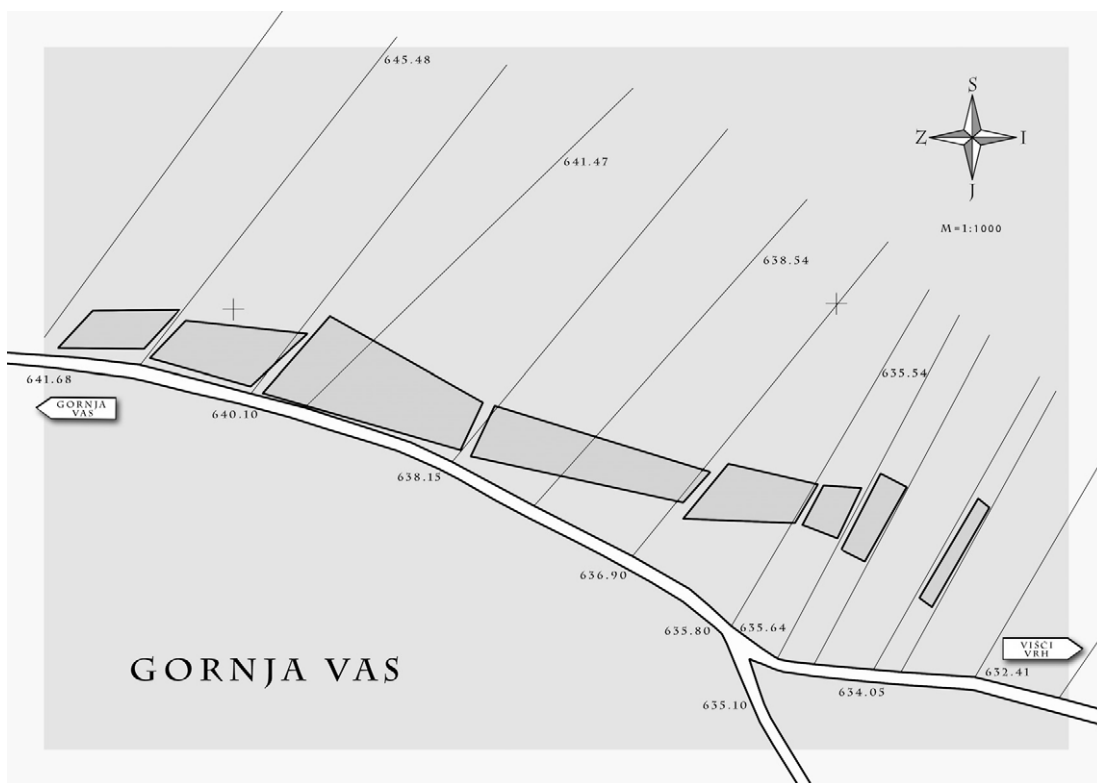 645.48
S
Z
I
J
641.47
M=1:1000
638.54
635.54
641.68
GORNJA
VAS
640.10
638.15
636.90
635.80
635.64
GORNJA VAS
VIŠČI
VRH
632.41
634.05
635.10